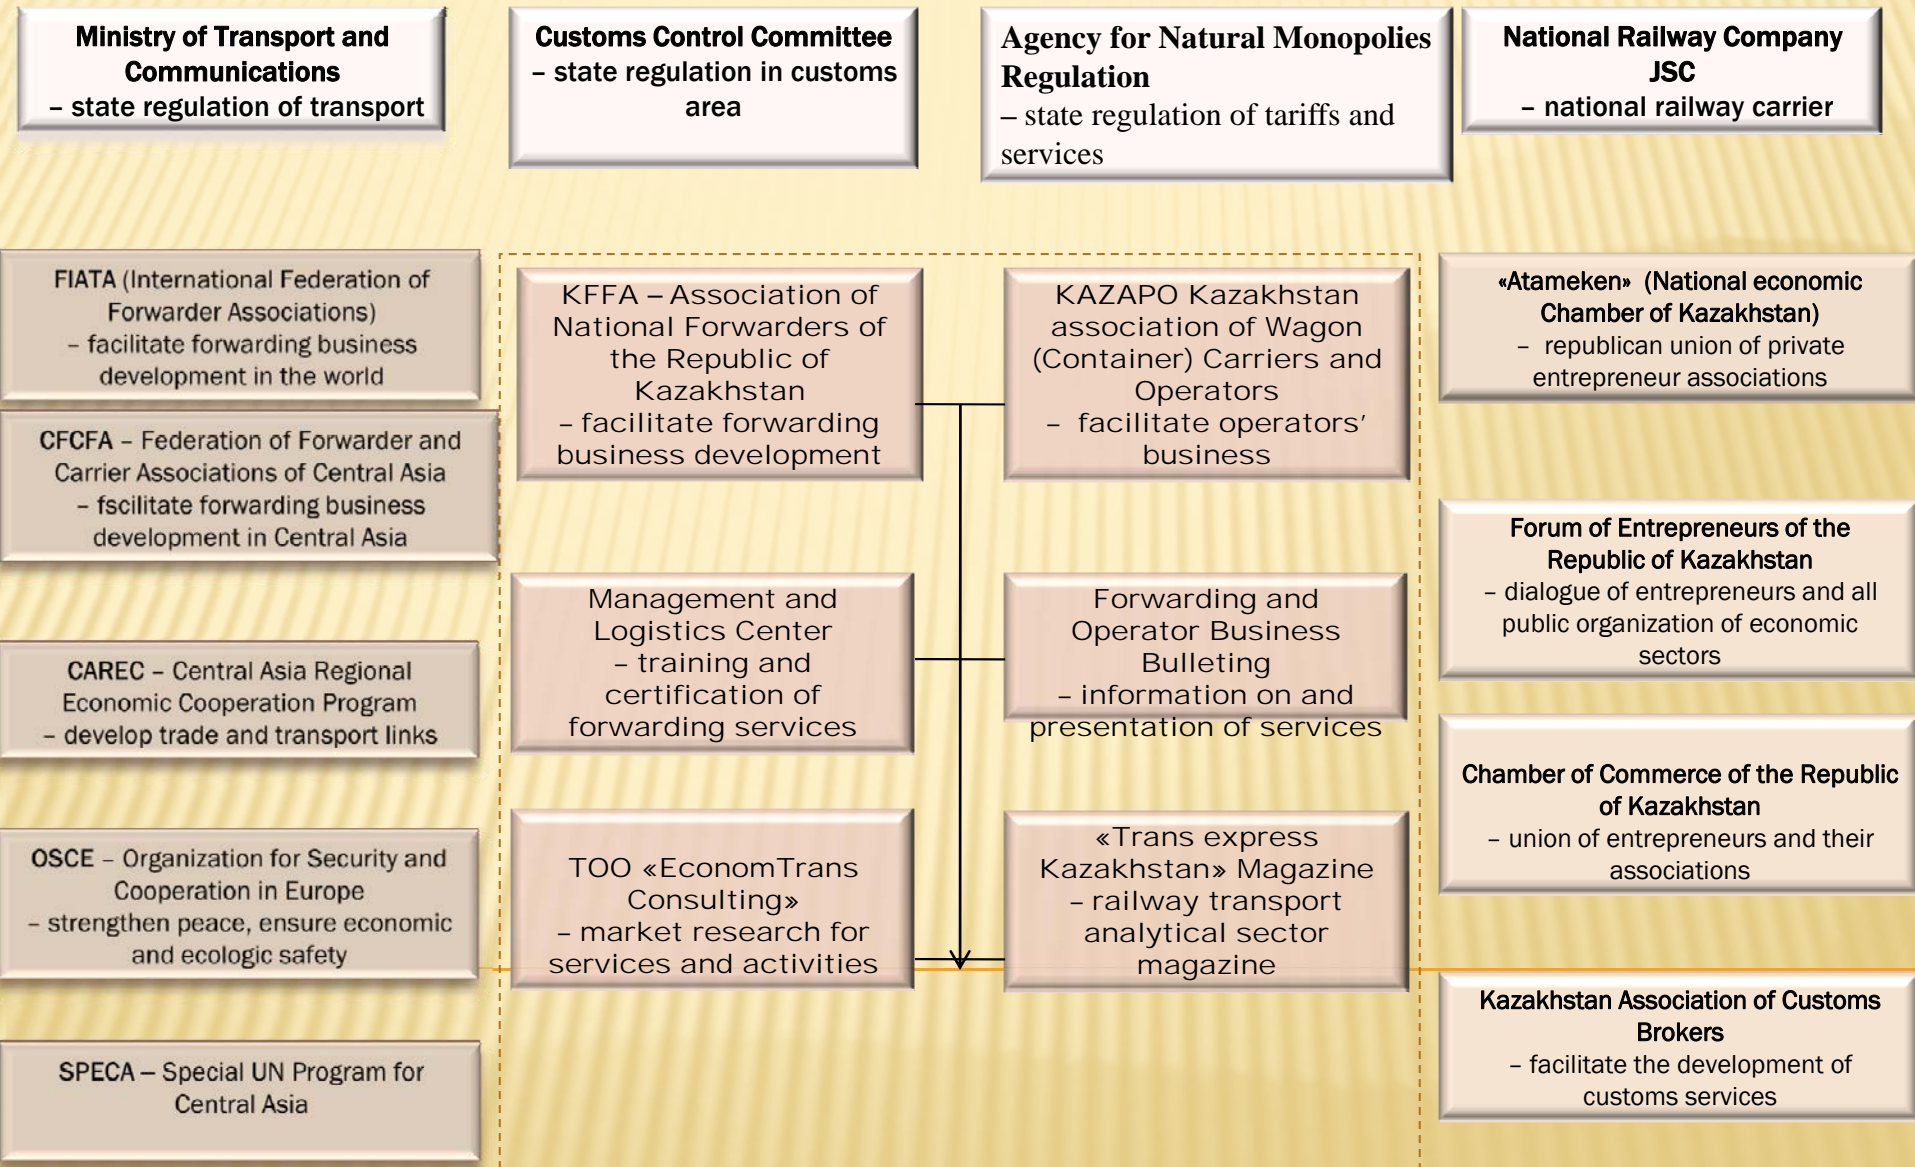 Ministry of Transport and
Communications
– state regulation of transport
Customs Control Committee
– state regulation in customs
area
Agency for Natural Monopolies
Regulation
– state regulation of tariffs and
services
National Railway Company
JSC
– national railway carrier
FIATA (International Federation of
Forwarder Associations)
– facilitate forwarding business
development in the world
CFCFA – Federation of Forwarder and
Carrier Associations of Central Asia
– fscilitate forwarding business
development in Central Asia
CAREC – Central Asia Regional
Economic Cooperation Program
– develop trade and transport links
OSCE – Organization for Security and
Cooperation in Europe
– strengthen peace, ensure economic
and ecologic safety
SPECA – Special UN Program for
Central Asia
KFFA – Association of
National Forwarders of
the Republic of
Kazakhstan
– facilitate forwarding
business development
Management and
Logistics Center
– training and
certification of
forwarding services
TOO «EconomTrans
Consulting»
– market research for
services and activities
KAZAPO Kazakhstan
association of Wagon
(Container) Carriers and
Operators
– facilitate operators’
business
Forwarding and
Operator Business
Bulleting
– information on and
presentation of services
«Trans express
Kazakhstan» Magazine
– railway transport
analytical sector
magazine
«Atameken» (National economic
Chamber of Kazakhstan)
– republican union of private
entrepreneur associations
Forum of Entrepreneurs of the
Republic of Kazakhstan
– dialogue of entrepreneurs and all
public organization of economic
sectors
Chamber of Commerce of the Republic
of Kazakhstan
– union of entrepreneurs and their
associations
Kazakhstan Association of Customs
Brokers
– facilitate the development of
customs services